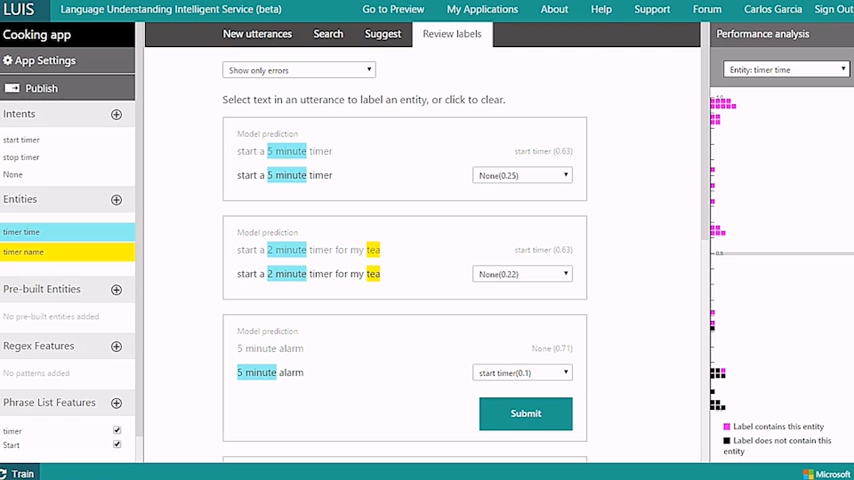 LUIS Language Understanding Intelligent Service (beta) Go to Preview My Applications About Help Support Forum Carlos Garcia Sign Out
Cooking app
App Settings
Publish
Intents
start timer
stop timer
None
Entities
timer time
timer name
Pre-built Entities
No pre-built entities added
Regex Features
No patterns added
Phrase List Features
timer
Start
Train
New utterances Search Suggest Review labels
Show only errors
Select text in an utterance to label an entity, or click to clear.
Model prediction
start a 5 minute timer start timer (0.63)
start a 5 minute timer None(0.25)
Model prediction
start a 2 minute timer for my tea start timer (0.63)
start a 2 minute timer for my tea None(0.22)
Model prediction
5 minute alarm None (0.71)
5 minute alarm start timer(0.1)
Submit
Performance analysis
Entity: timer time
1.0
0.5
Label contains this entity
Label does not contain this
entity
Microsoft